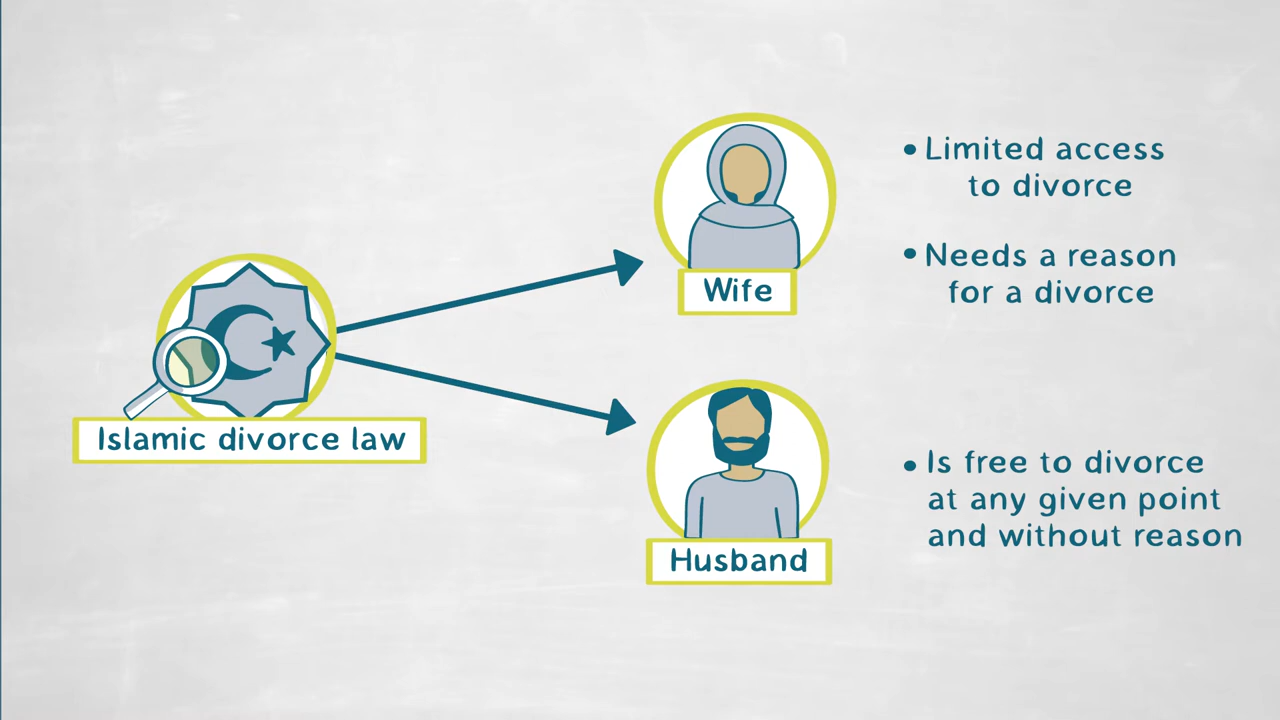 Islamic divorce law
Wife
• Limited access
to divorce
• Needs a reason
for a divorce
Husband
• Is free to divorce
at any given point
and without reason